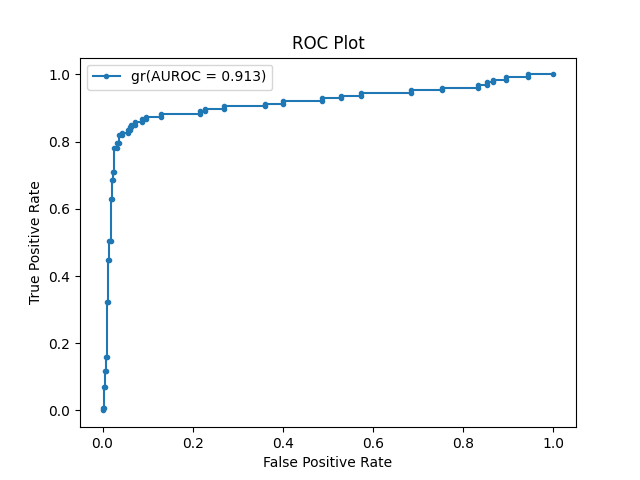 ROC Plot
gr(AUROC = 0.913)
1.0
0.8
0.6
0.4
0.2
0.0
True Positive Rate
0.0 0.2 0.4 0.6 0.8 1.0
False Positive Rate